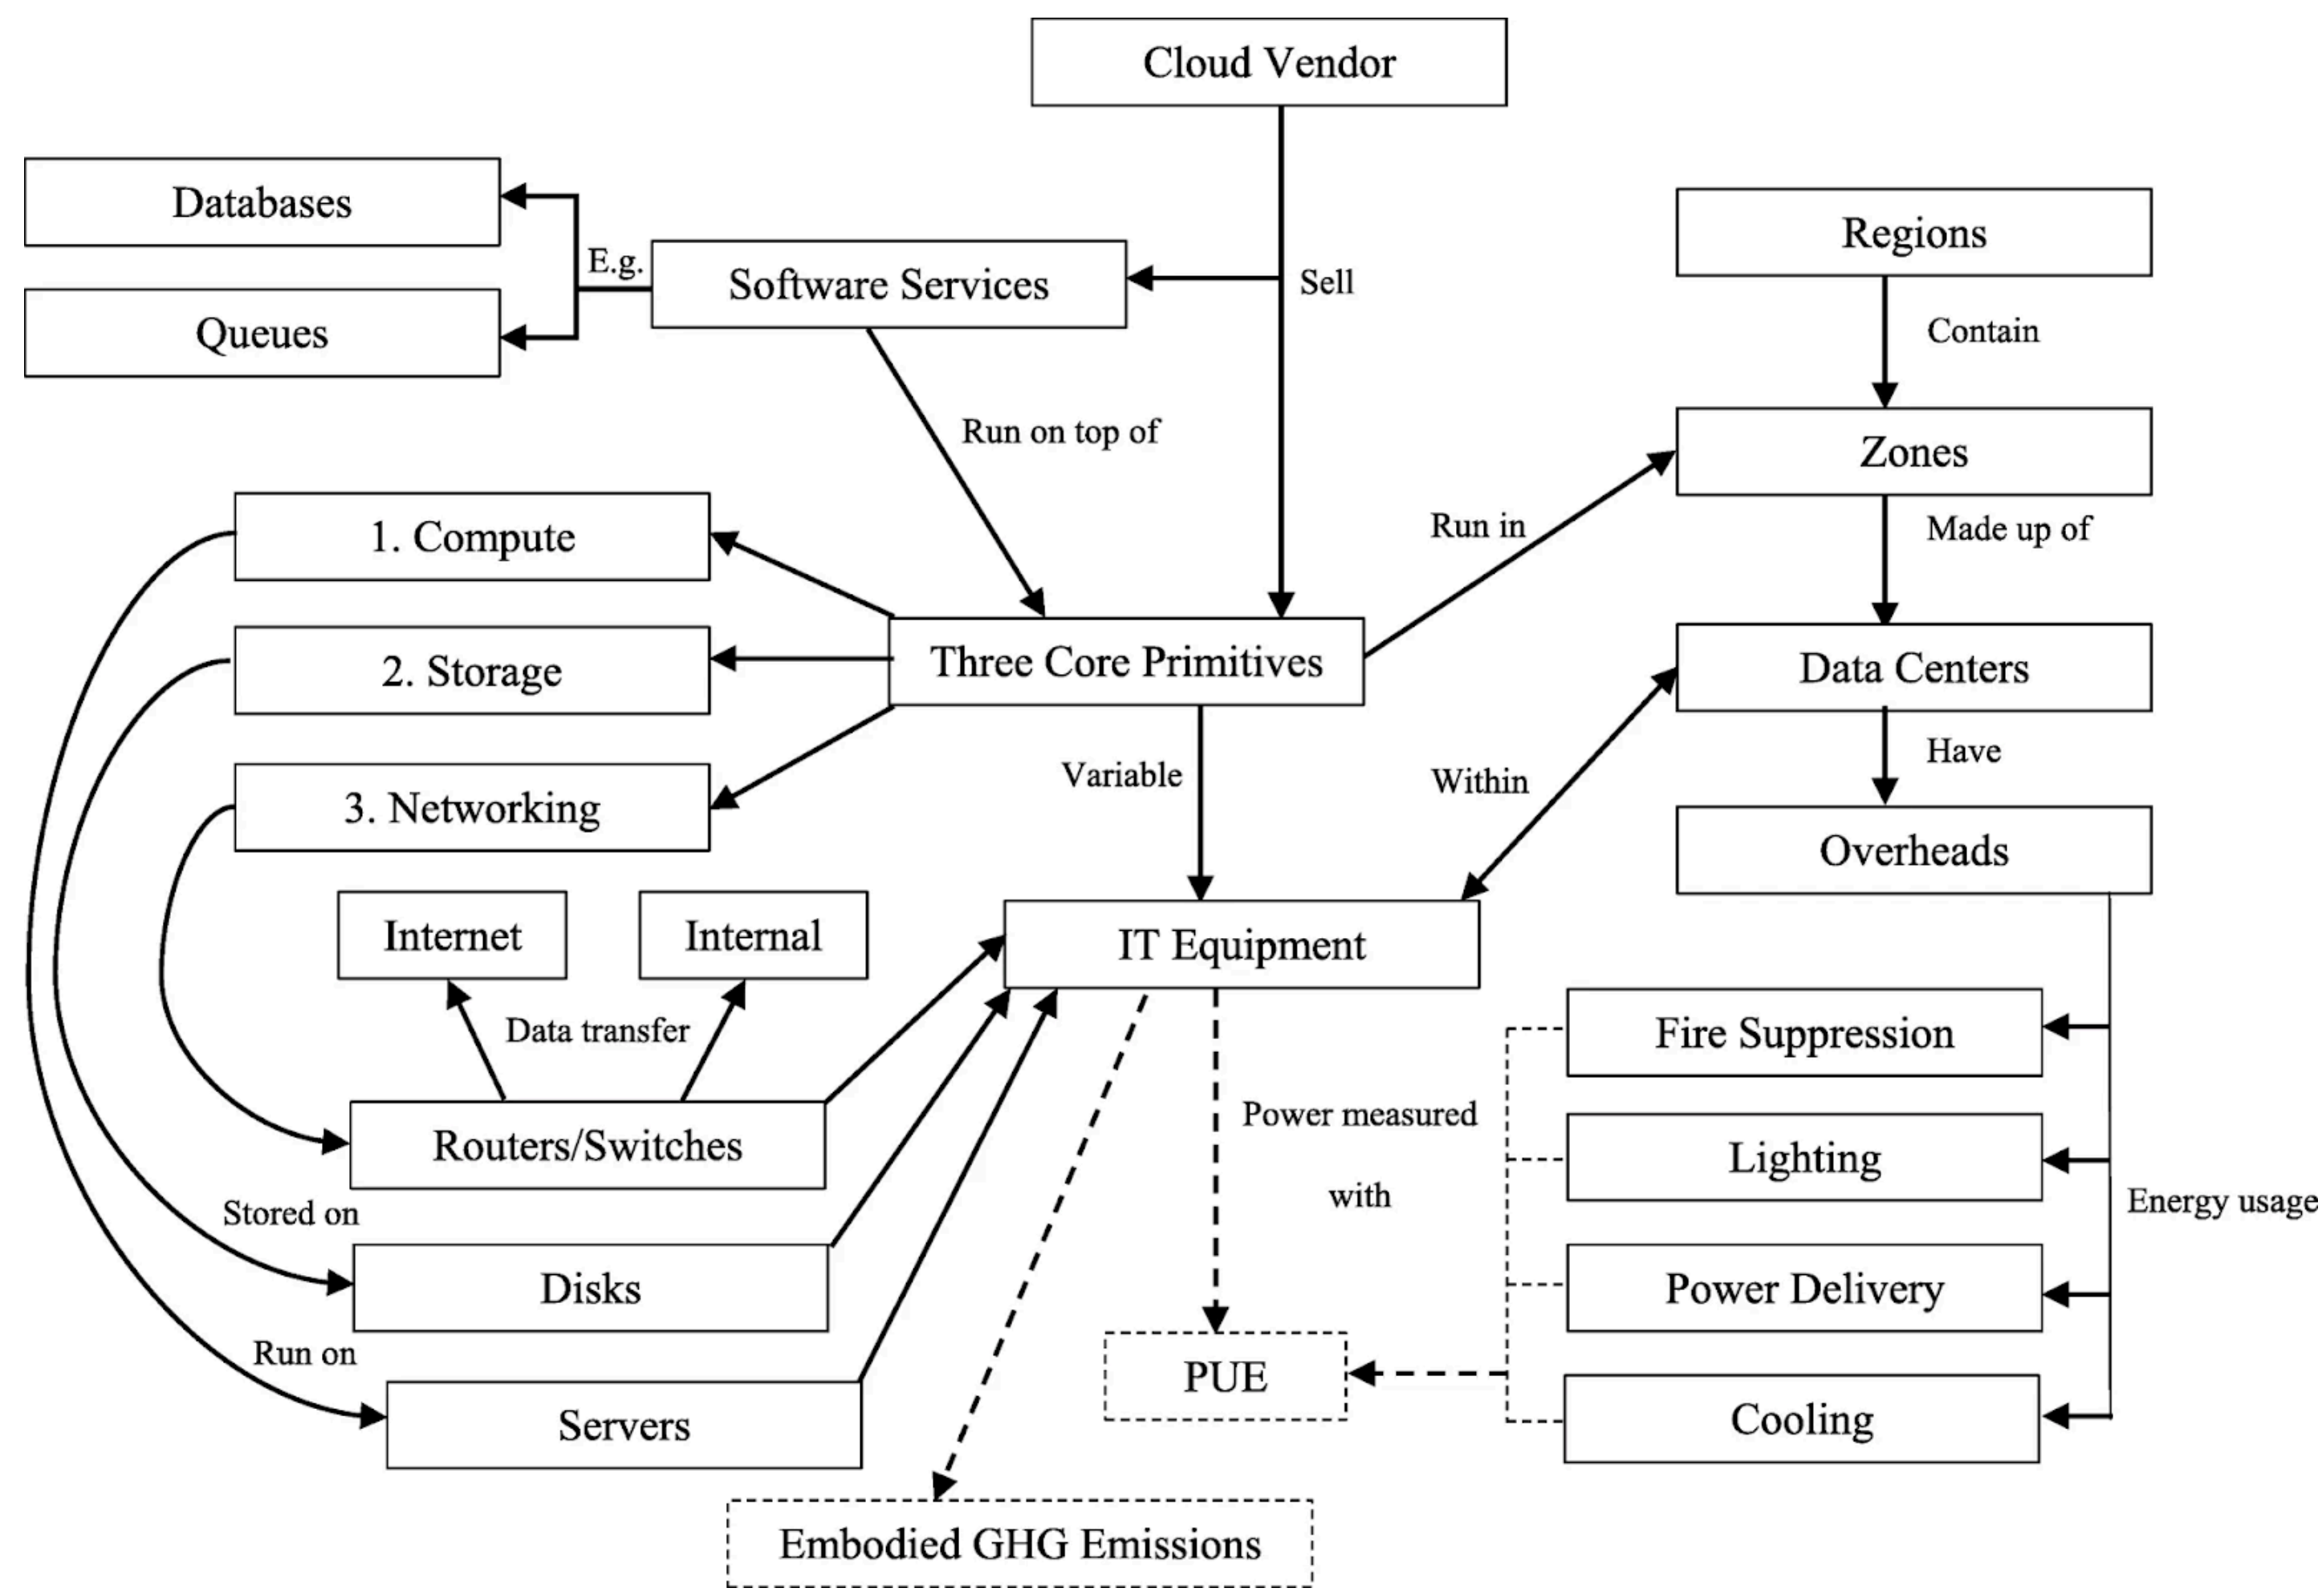 Cloud Vendor
Databases
Regions
E.g.
Software Services
Sell
Queues
Contain
Run on top of
Zones
Run in
Made up of
1. Compute
2. Storage
Three Core Primitives
Data Centers
Variable
Within
Have
3. Networking
Overheads
Internet
Internal
IT Equipment
Data transfer
Fire Suppression
Power measured
with
Routers/Switches
Lighting
Energy usage
Stored on
Disks
Power Delivery
Run on
PUE
Servers
Cooling
Embodied GHG Emissions